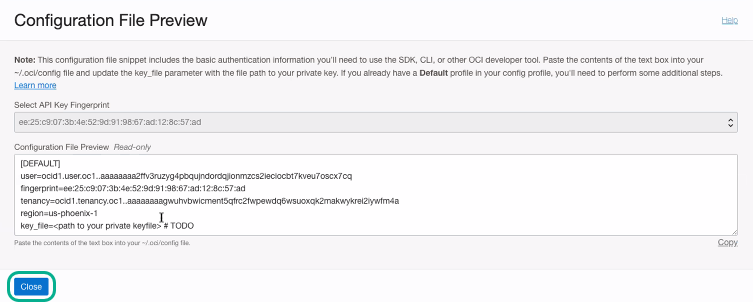 Configuration File Preview
Help
Note: This configuration file snippet includes the basic authentication information you'll need to use the SDK, CLI, or other OCI developer tool. Paste the contents of the text box into your
~/.oci/config file and update the key_file parameter with the file path to your private key. If you already have a Default profile in your config profile, you'll need to perform some additional steps.
Learn more
Select API Key Fingerprint
ee:25:c9:07:3b:4e:52:9d:91:98:67:ad:12:8c:57:ad
Configuration File Preview Read-only
[DEFAULT]
user=ocid1.user.oc1..aaaaaaaa2ffv3ruzyg4pbqujndordqjionmzcs2ieciocbt7kveu7oscx7cq
fingerprint=ee:25:c9:07:3b:4e:52:9d:91:98:67:ad:12:8c:57:ad
tenancy=ocid1.tenancy.oc1..aaaaaaaagwuhvbwicment5qfrc2fwpewdq6wsuoxqk2makwykrei2iywfm4a
region=us-phoenix-1
key_file=<path to your private keyfile> # TODO
Paste the contents of the text box into your ~/.oci/config file.
Copy
Close